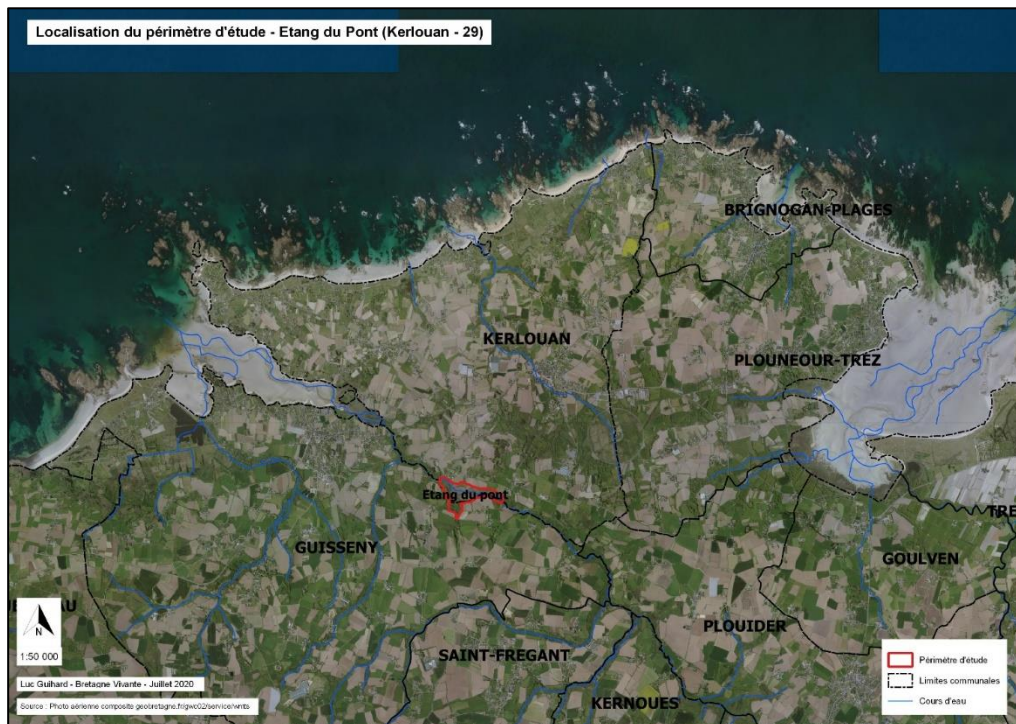 Localisation du périmètre d'étude - Etang du Pont (Kerlouan - 29)
BRIGNOGAN-PLAGES
KERLOUAN
PLOUNEOUR-TREZ
Etang du pont
GUISSENY
GOULVEN
PLOUIDER
SAINT-FREGANT
KERNOUES
N
1:50 000
Luc Guihard - Bretagne Vivante - Juillet 2020
Source : Photo aérienne composite geobretagne.fr/gwc02/service/wmts
Périmètre d'étude
Limites communales
Cours d'eau